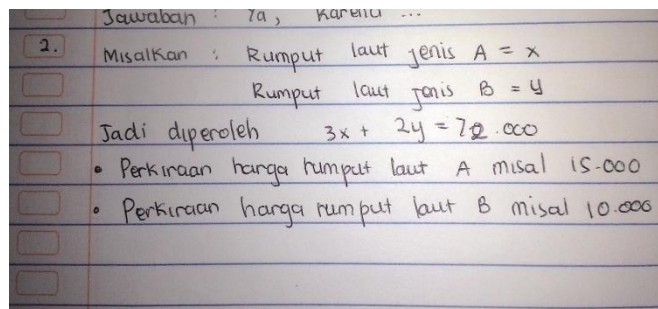 Jawaban : Ya, Karena ...
2. Misalkan : Rumput laut jenis A = x
Rumput laut jenis B = y
Jadi diperoleh 3x + 2y = 72.000
• Perkiraan harga rumput laut A misal 15.000
• Perkiraan harga rumput laut B misal 10.000